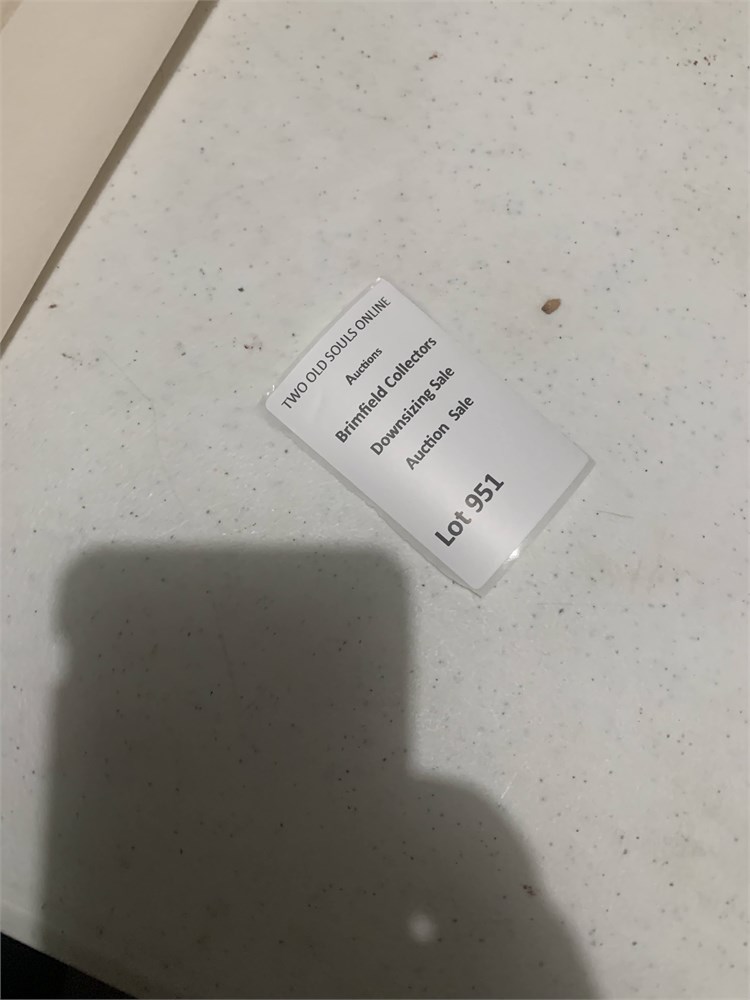 TWO OLD SOULS ONLINE
Auctions
Brimfield Collectors
Downsizing Sale
Auction Sale
Lot 951